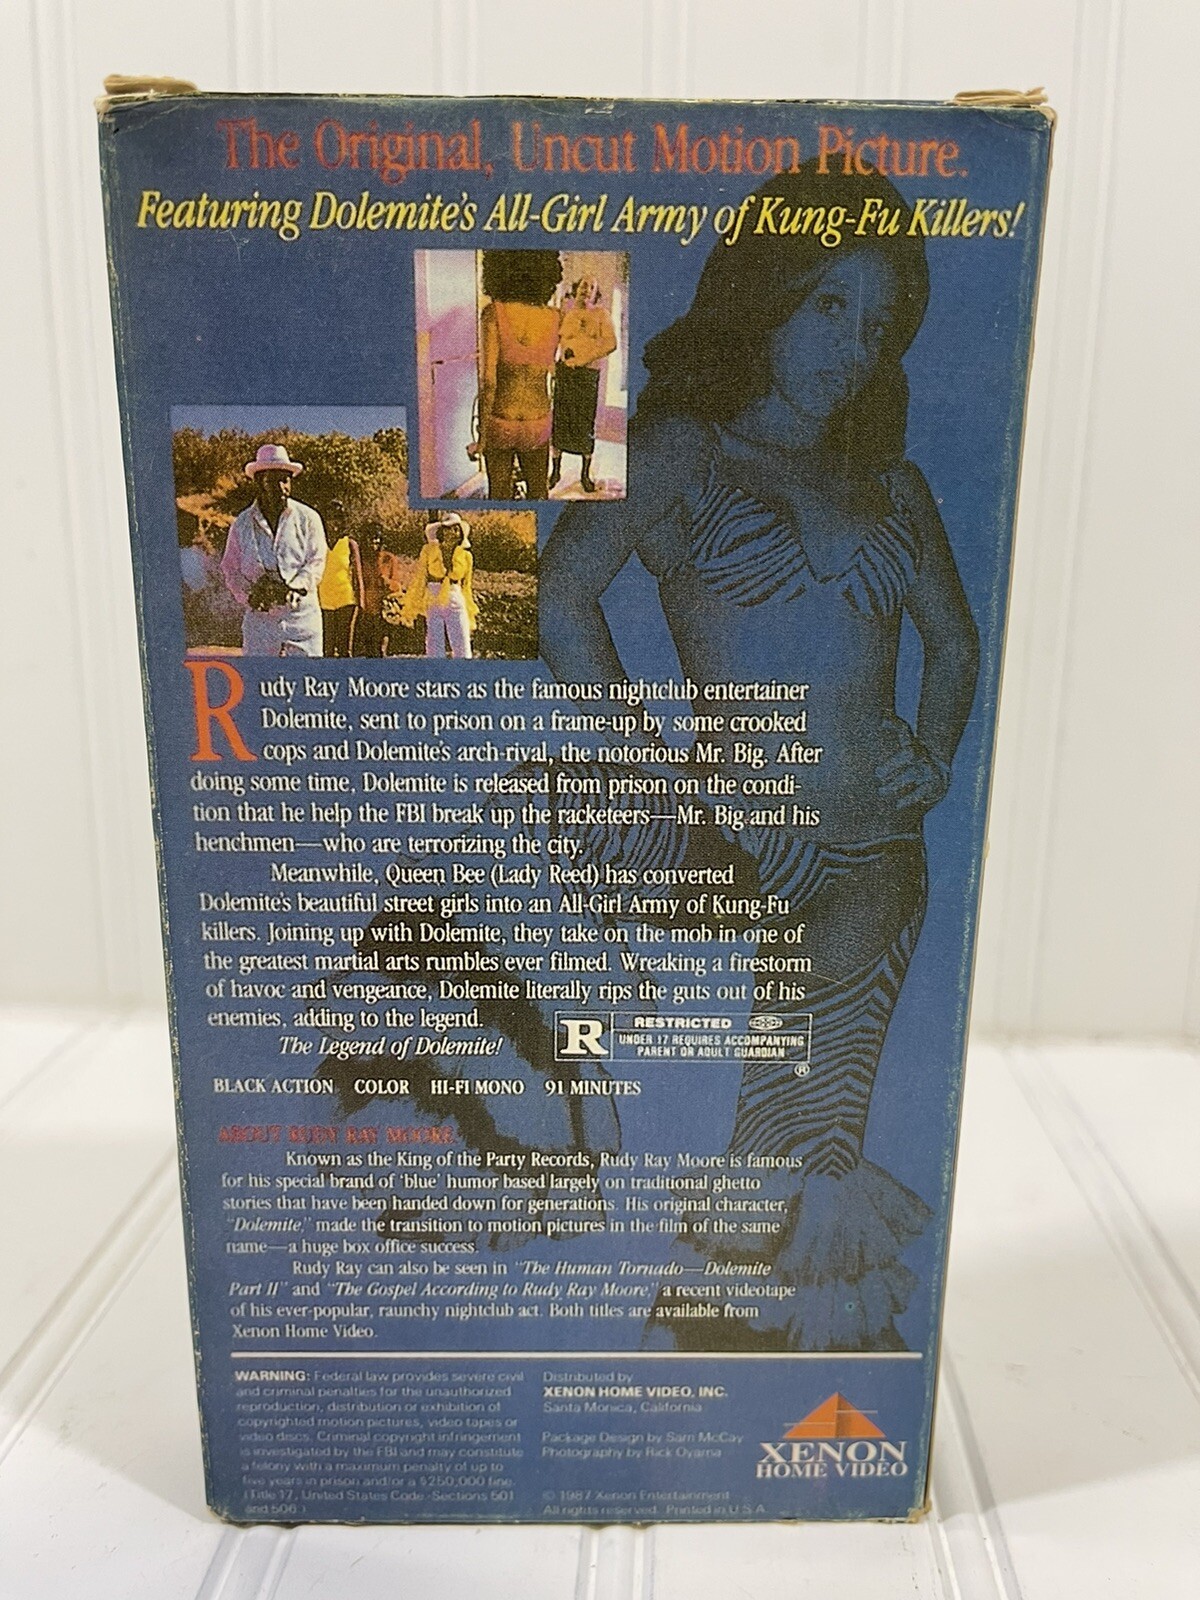 The Original, Uncut Motion Picture.
Featuring Dolemite's All-Girl Army of Kung-Fu Killers!
Rudy Ray Moore stars as the famous nightclub entertainer
Dolemite, sent to prison on a frame-up by some crooked
cops and Dolemite's arch-rival, the notorious Mr. Big. After
doing some time, Dolemite is released from prison on the condi-
tion that he help the FBI break up the racketeers—Mr. Big and his
henchmen—who are terrorizing the city.
Meanwhile, Queen Bee (Lady Reed) has converted
Dolemite's beautiful street girls into an All-Girl Army of Kung-Fu
killers. Joining up with Dolemite, they take on the mob in one of
the greatest martial arts rumbles ever filmed. Wreaking a firestorm
of havoc and vengeance, Dolemite literally rips the guts out of his
enemies, adding to the legend.
The Legend of Dolemite!
R RESTRICTED
UNDER 17 REQUIRES ACCOMPANYING
PARENT OR ADULT GUARDIAN
®
BLACK ACTION COLOR HI-FI MONO 91 MINUTES
ABOUT RUDY RAY MOORE
Known as the King of the Party Records, Rudy Ray Moore is famous
for his special brand of 'blue' humor based largely on traditional ghetto
stories that have been handed down for generations. His original character,
"Dolemite," made the transition to motion pictures in the film of the same
name—a huge box office success.
Rudy Ray can also be seen in "The Human Tornado—Dolemite
Part II" and "The Gospel According to Rudy Ray Moore," a recent videotape
of his ever-popular, raunchy nightclub act. Both titles are available from
Xenon Home Video.
WARNING: Federal law provides severe civil
and criminal penalties for the unauthorized
reproduction, distribution or exhibition of
copyrighted motion pictures, video tapes or
video discs. Criminal copyright infringement
is investigated by the FBI and may constitute
a felony with a maximum penalty of up to
five years in prison and/or a $250,000 fine.
(Title 17, United States Code-Sections 501
and 506.)
Distributed by
XENON HOME VIDEO, INC.
Santa Monica, California
Package Design by Sam McCay
Photography by Rick Oyama
© 1987 Xenon Entertainment
All rights reserved. Printed in U.S.A.
XENON
HOME VIDEO